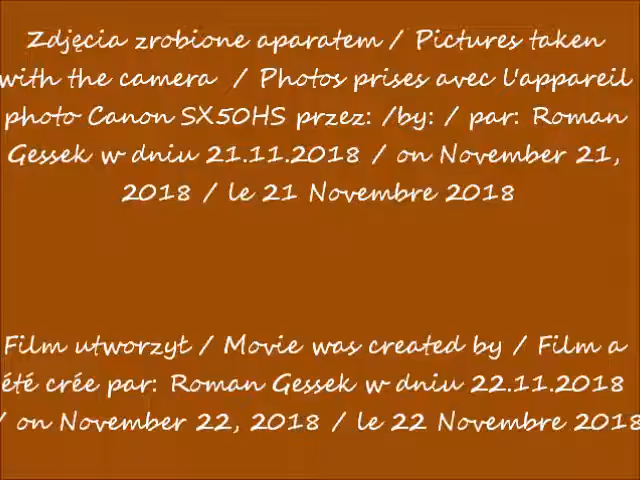 Zdjęcia zrobione aparatem / Pictures taken
with the camera / Photos prises avec l'appareil
photo Canon SX50HS przez: /by: / par: Roman
Gessek w dniu 21.11.2018 / on November 21,
2018 / le 21 Novembre 2018
Film utworzył / Movie was created by / Film a
été crée par: Roman Gessek w dniu 22.11.2018
/ on November 22, 2018 / le 22 Novembre 2018